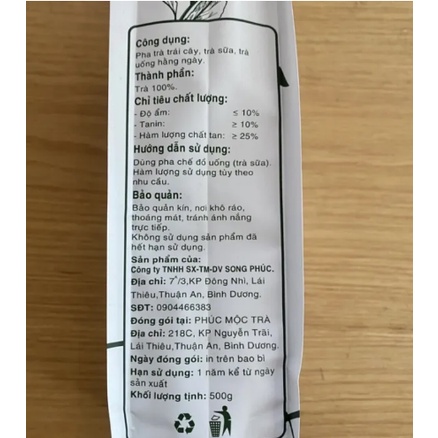 Công dụng:
Pha trà trái cây, trà sữa, trà
uống hằng ngày.
Thành phần:
Trà 100%.
Chỉ tiêu chất lượng:
- Độ ẩm: ≤ 10%
- Tanin: ≥ 10%
- Hàm lượng chất tan: ≥ 25%
Hướng dẫn sử dụng:
Dùng pha chế đồ uống (trà sữa).
Hàm lượng sử dụng tùy theo
nhu cầu.
Bảo quản:
Bảo quản kín, nơi khô ráo,
thoáng mát, tránh ánh nắng
trực tiếp.
Không sử dụng sản phẩm đã
hết hạn sử dụng.
Sản phẩm của:
Công ty TNHH SX-TM-DV SONG PHÚC.
Địa chỉ: 7*/3,KP Đông Nhì, Lái
Thiêu,Thuận An, Bình Dương.
SĐT: 0904466383
Đóng gói tại: PHÚC MỘC TRÀ
Địa chỉ: 218C, KP Nguyễn Trãi,
Lái Thiêu,Thuận An, Bình Dương.
Ngày đóng gói: in trên bao bì
Hạn sử dụng: 1 năm kể từ ngày
sản xuất
Khối lượng tịnh: 500g